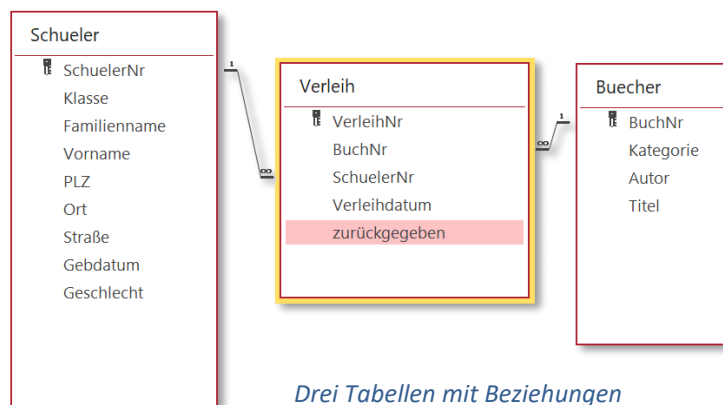 Schueler
SchuelerNr
Klasse
Familienname
Vorname
PLZ
Ort
Straße
Gebdatum
Geschlecht
1
∞
Verleih
VerleihNr
BuchNr
SchuelerNr
Verleihdatum
zurückgegeben
∞
1
Buecher
BuchNr
Kategorie
Autor
Titel
Drei Tabellen mit Beziehungen